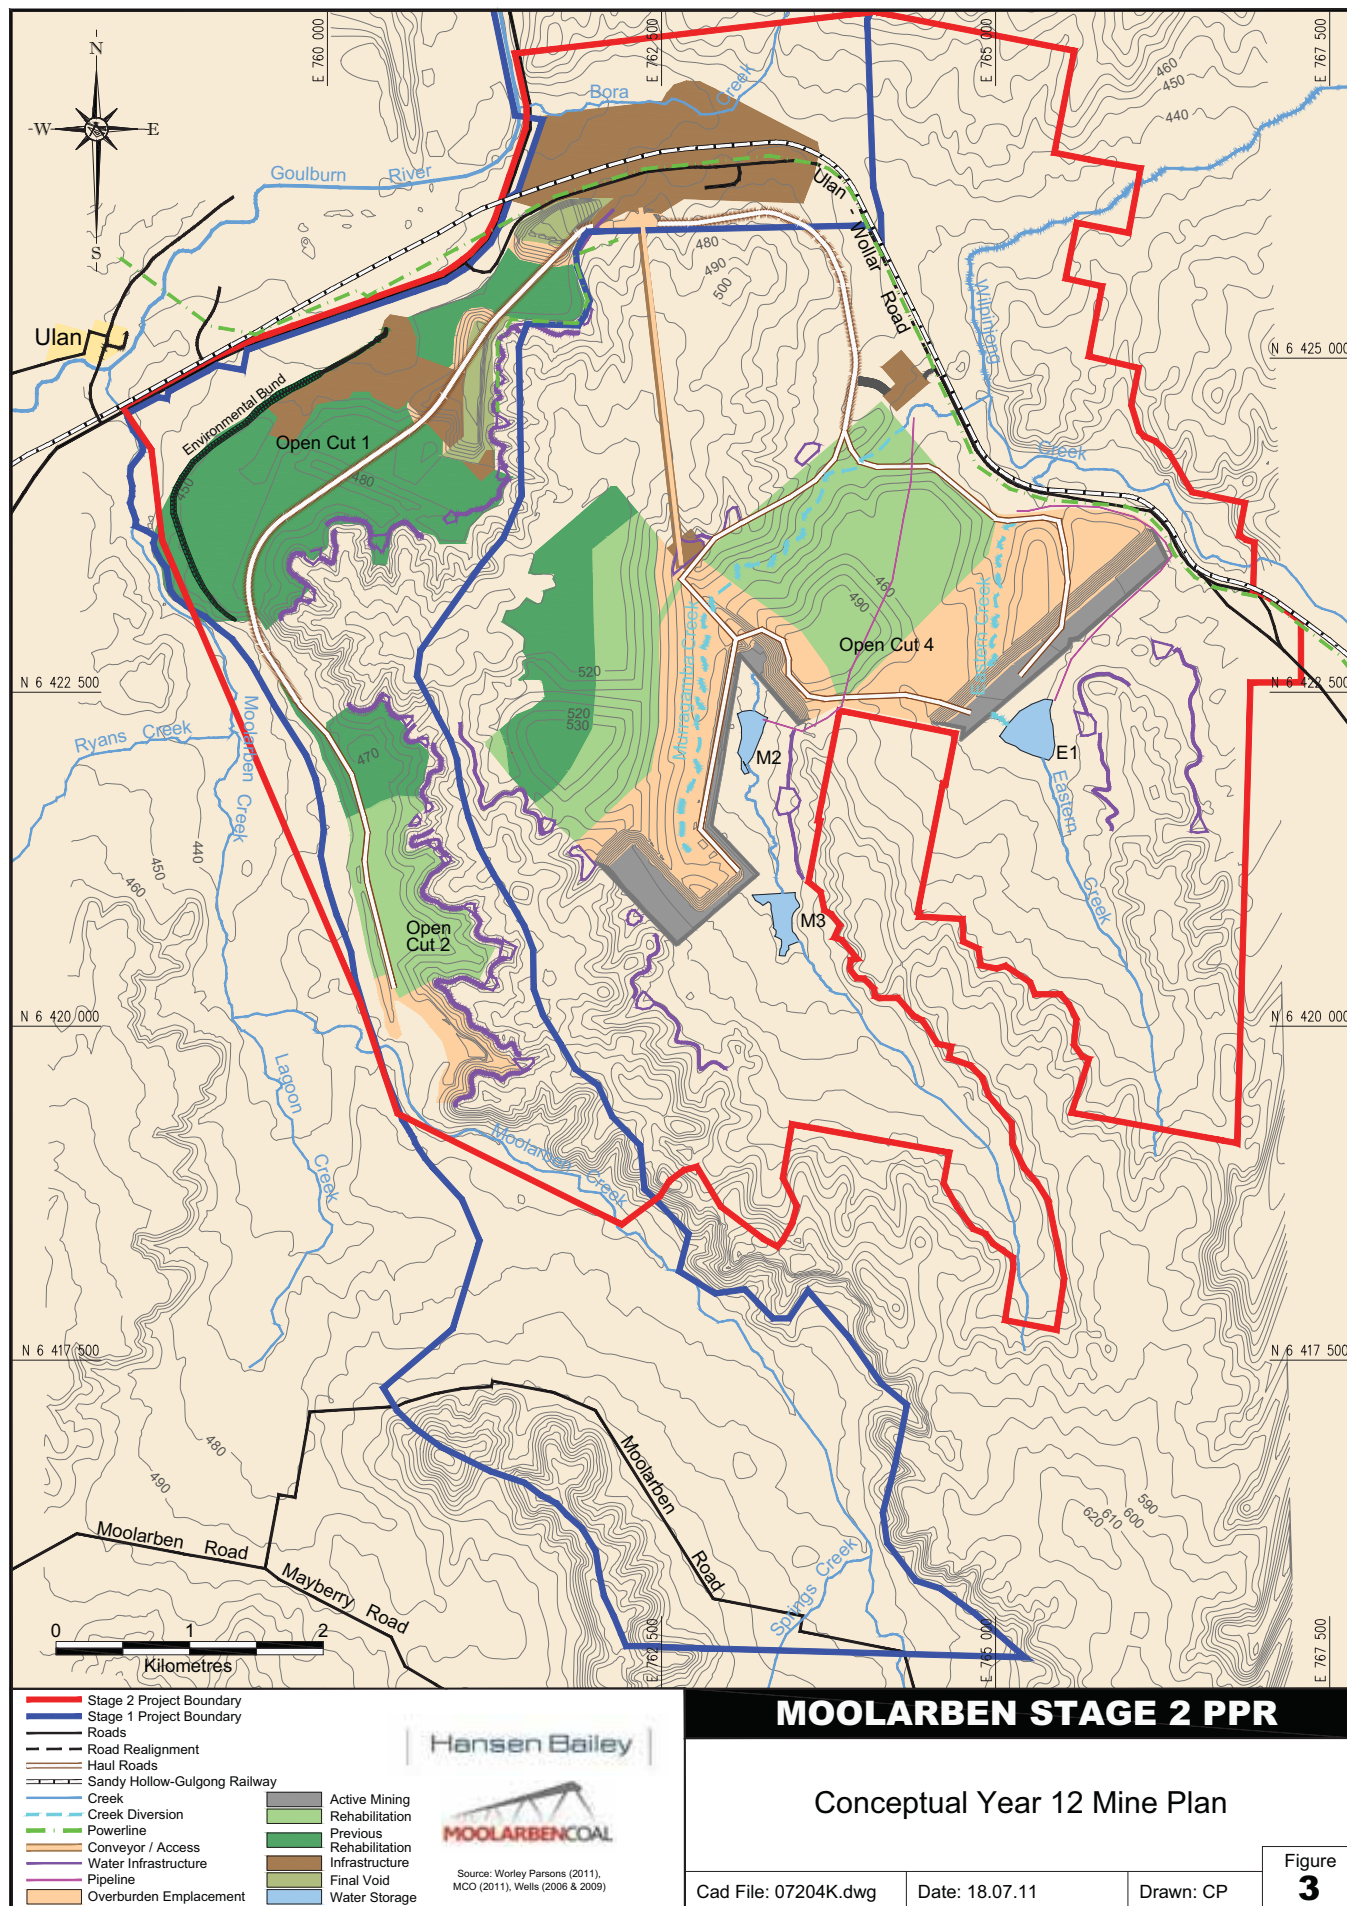 E 760 000
E 762 500
E 765 000
E 767 500
N
-W-
E
S
460
450
440
Bora
Creek
Goulburn River
Ulan - Wollar Road
480
490
500
Wilpinjong
Creek
Ulan
N 6 425 000
Environmental Bund
Open Cut 1
450
480
460
490
Open Cut 4
Murragamba Creek
Eastern Creek
520
520
530
N 6 422 500
N 6 422 500
Ryans Creek
Moolarben Creek
470
M2
E1
Eastern
Creek
440
450
460
Open
Cut 2
M3
N 6 420 000
N 6 420 000
Lagoon
Creek
Moolarben Creek
N 6 417 500
N 6 417 500
480
490
Moolarben
Road
590
600
610
620
Moolarben Road
Mayberry Road
Springs Creek
0 1 2
Kilometres
E 762 500
E 765 000
E 767 500
Stage 2 Project Boundary
Stage 1 Project Boundary
Roads
Road Realignment
Haul Roads
Sandy Hollow-Gulgong Railway
Creek
Creek Diversion
Powerline
Conveyor / Access
Water Infrastructure
Pipeline
Overburden Emplacement
Active Mining
Rehabilitation
Previous
Rehabilitation
Infrastructure
Final Void
Water Storage
Hansen Bailey
MOOLARBENCOAL
Source: Worley Parsons (2011),
MCO (2011), Wells (2006 & 2009)
MOOLARBEN STAGE 2 PPR
Conceptual Year 12 Mine Plan
Cad File: 07204K.dwg
Date: 18.07.11
Drawn: CP
Figure
3